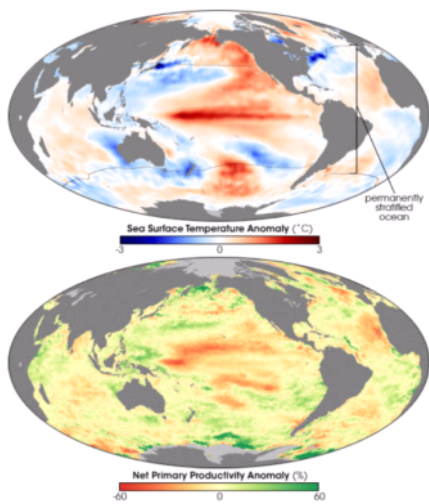 permanently
stratified
ocean
Sea Surface Temperature Anomaly (°C)
-3 0 3
Net Primary Productivity Anomaly (%)
-60 0 60